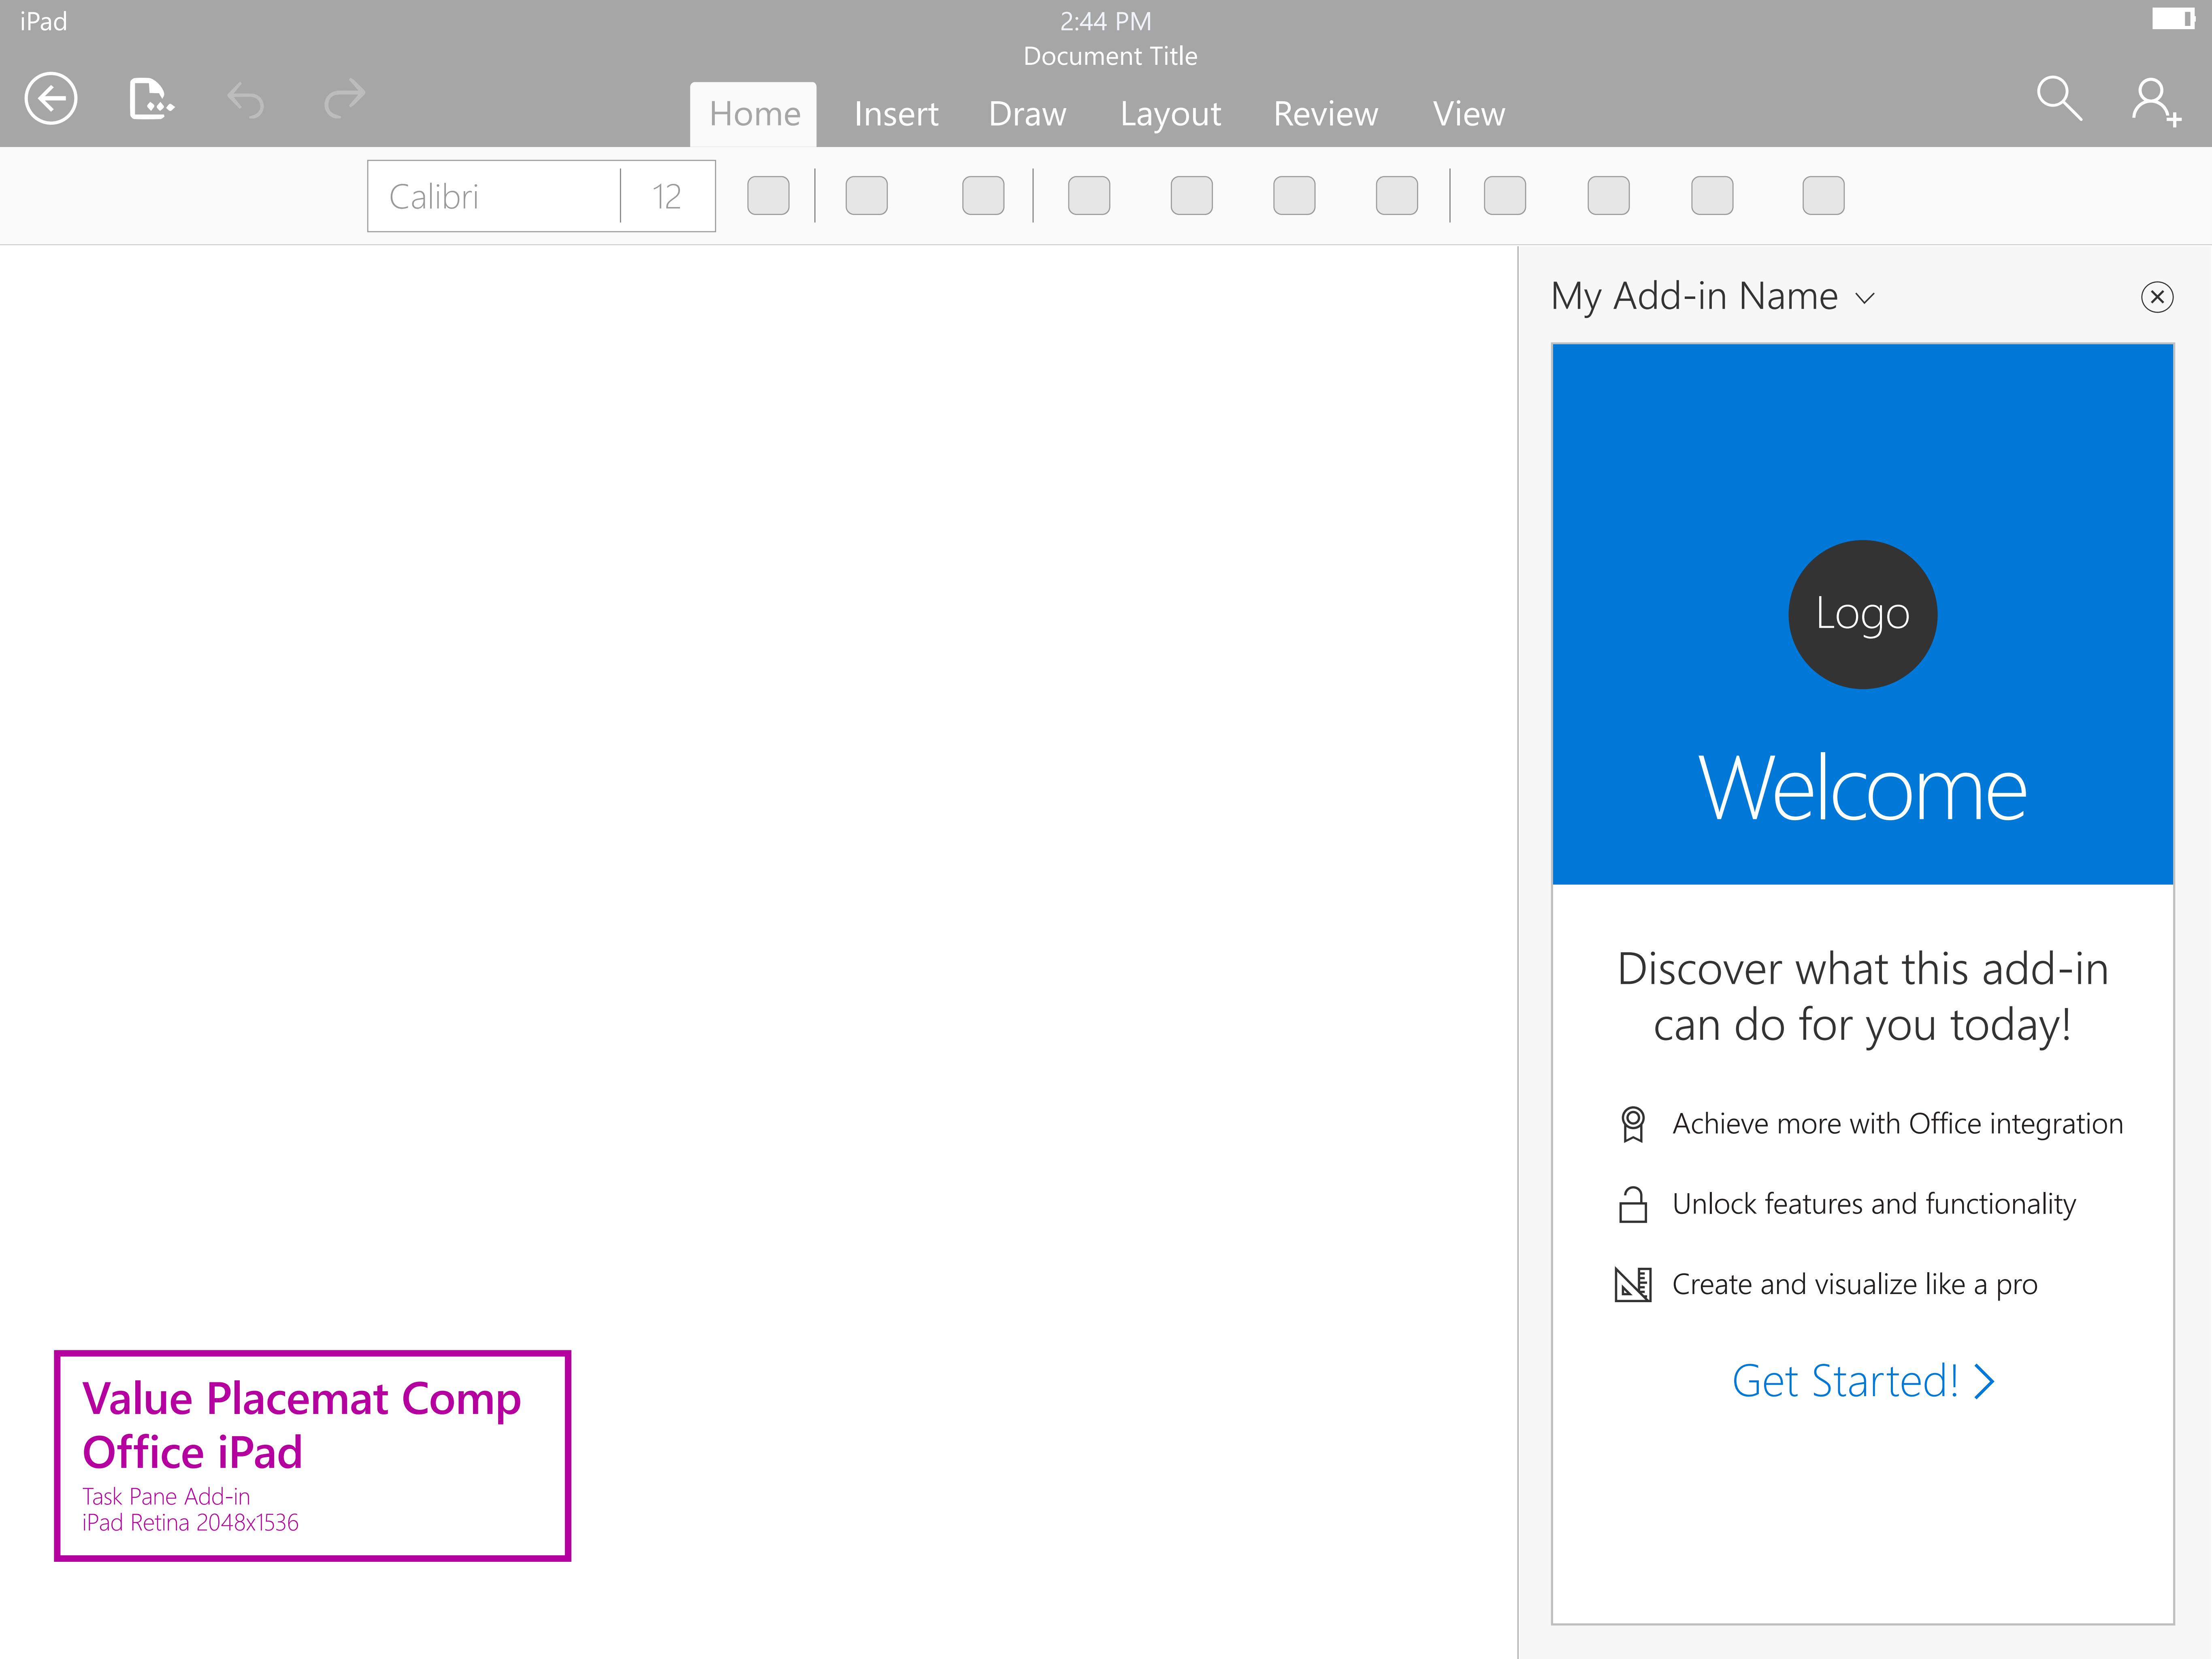 iPad
2:44 PM
Document Title
Home Insert Draw Layout Review View
Calibri 12
My Add-in Name
Logo
Welcome
Discover what this add-in
can do for you today!
Achieve more with Office integration
Unlock features and functionality
Create and visualize like a pro
Get Started!
Value Placemat Comp
Office iPad
Task Pane Add-in
iPad Retina 2048x1536